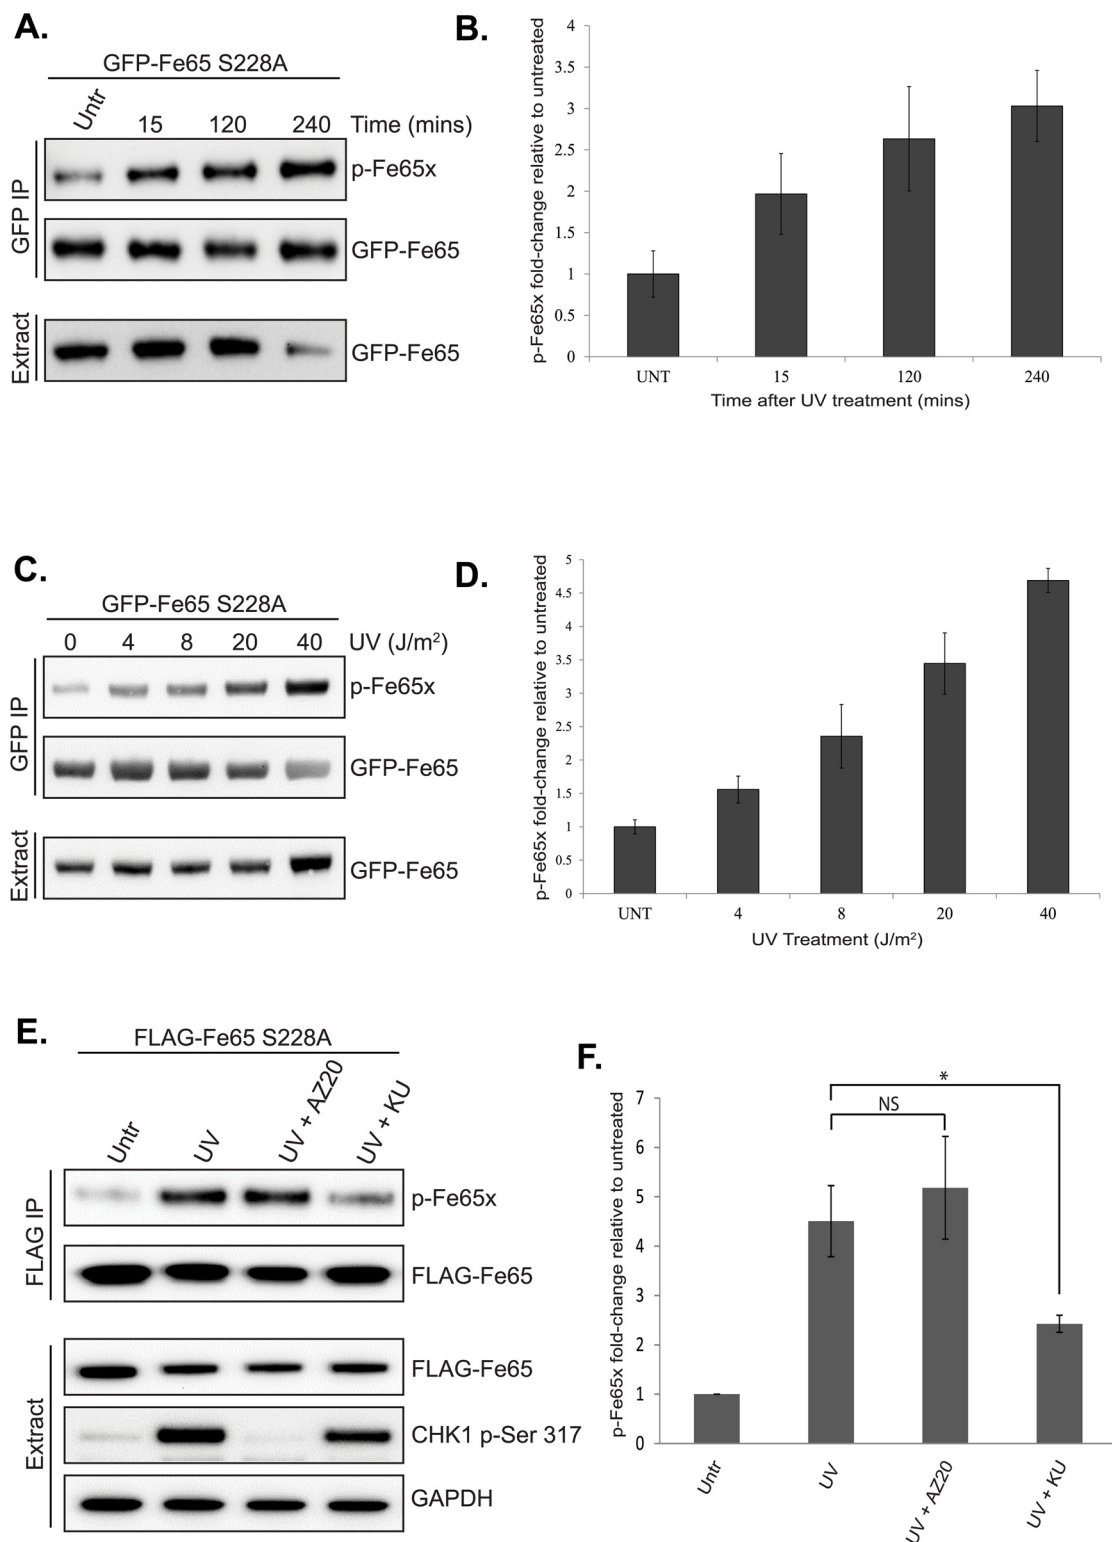 A.
GFP-Fe65 S228A
Untr 15 120 240 Time (mins)
GFP IP
p-Fe65x
GFP-Fe65
Extract
GFP-Fe65
B.
p-Fe65x fold-change relative to untreated
4
3.5
3
2.5
2
1.5
1
0.5
0
UNT 15 120 240
Time after UV treatment (mins)
C.
GFP-Fe65 S228A
0 4 8 20 40 UV (J/m²)
GFP IP
p-Fe65x
GFP-Fe65
Extract
GFP-Fe65
D.
p-Fe65x fold-change relative to untreated
5
4.5
4
3.5
3
2.5
2
1.5
1
0.5
0
UNT 4 8 20 40
UV Treatment (J/m²)
E.
FLAG-Fe65 S228A
Untr UV UV + AZ20 UV + KU
FLAG IP
p-Fe65x
FLAG-Fe65
Extract
FLAG-Fe65
CHK1 p-Ser 317
GAPDH
F.
p-Fe65x fold-change relative to untreated
7
6
5
4
3
2
1
0
*
NS
Untr UV UV + AZ20 UV + KU